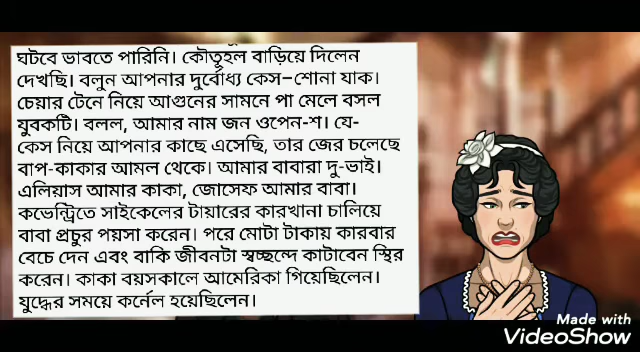 ঘটবে ভাবতে পারিনি। কৌতূহল বাড়িয়ে দিলেন
দেখছি। বলুন আপনার দুর্বোধ্য কেস—শোনা যাক।
চেয়ার টেনে নিয়ে আগুনের সামনে পা মেলে বসল
যুবকটি। বলল, আমার নাম জন ওপেন-শ। যে-
কেস নিয়ে আপনার কাছে এসেছি, তার জের চলেছে
বাপ-কাকার আমল থেকে। আমার বাবারা দু-ভাই।
এলিয়াস আমার কাকা, জোসেফ আমার বাবা।
কভেন্ট্রিতে সাইকেলের টায়ারের কারখানা চালিয়ে
বাবা প্রচুর পয়সা করেন। পরে মোটা টাকায় কারবার
বেচে দেন এবং বাকি জীবনটা স্বচ্ছন্দে কাটাবেন স্থির
করেন। কাকা বয়সকালে আমেরিকা গিয়েছিলেন।
যুদ্ধের সময়ে কর্নেল হয়েছিলেন।
Made with
VideoShow